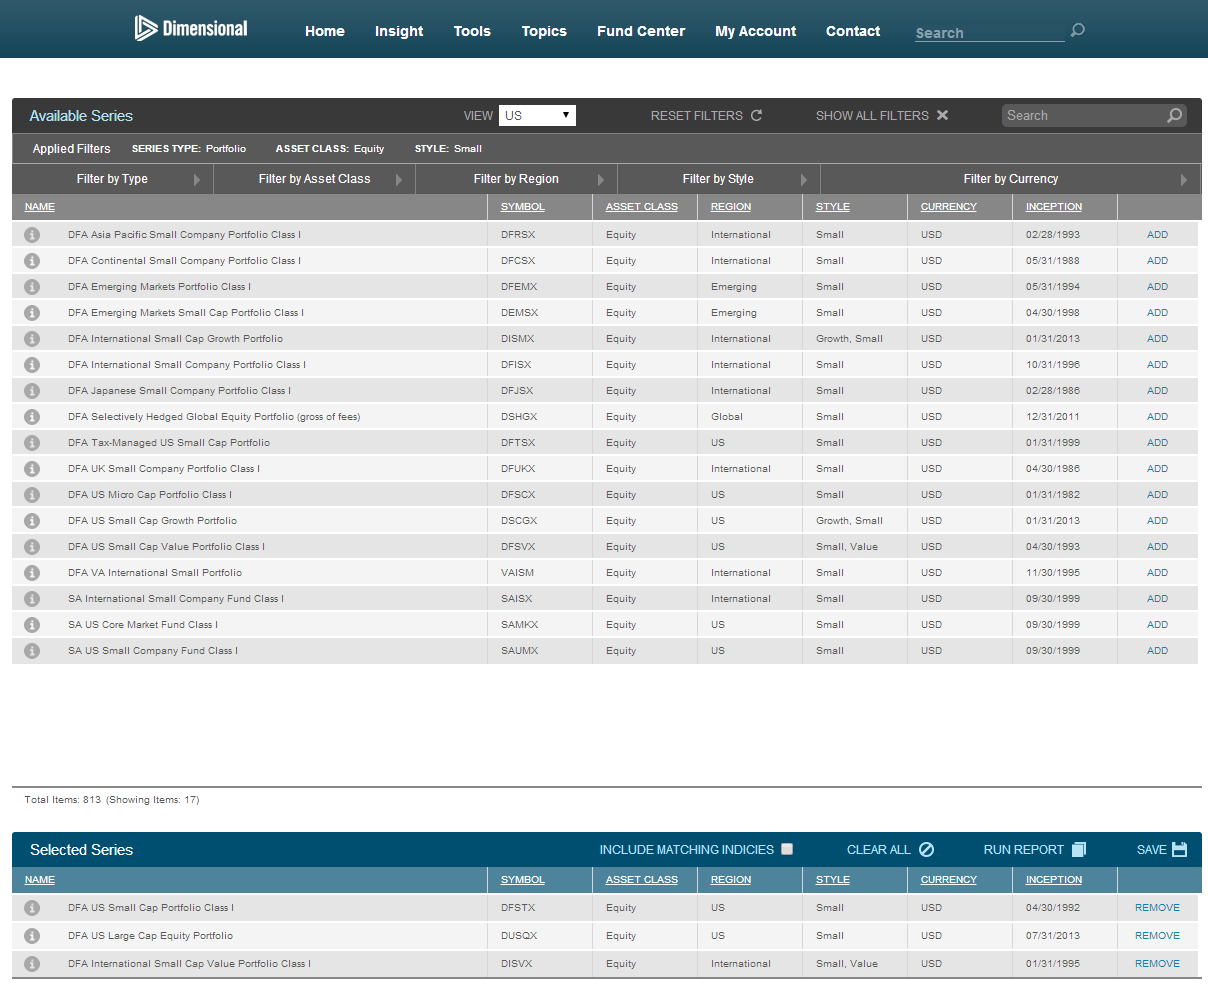 Dimensional Home Insight Tools Topics Fund Center My Account Contact Search
Available Series VIEW US RESET FILTERS SHOW ALL FILTERS Search
Applied Filters SERIES TYPE: Portfolio ASSET CLASS: Equity STYLE: Small
Filter by Type Filter by Asset Class Filter by Region Filter by Style Filter by Currency
NAME SYMBOL ASSET CLASS REGION STYLE CURRENCY INCEPTION
DFA Asia Pacific Small Company Portfolio Class I DFRSX Equity International Small USD 02/28/1993 ADD
DFA Continental Small Company Portfolio Class I DFCSX Equity International Small USD 05/31/1988 ADD
DFA Emerging Markets Portfolio Class I DFEMX Equity Emerging Small USD 05/31/1994 ADD
DFA Emerging Markets Small Cap Portfolio Class I DEMSX Equity Emerging Small USD 04/30/1998 ADD
DFA International Small Cap Growth Portfolio DISMX Equity International Growth, Small USD 01/31/2013 ADD
DFA International Small Company Portfolio Class I DFISX Equity International Small USD 10/31/1996 ADD
DFA Japanese Small Company Portfolio Class I DFJSX Equity International Small USD 02/28/1986 ADD
DFA Selectively Hedged Global Equity Portfolio (gross of fees) DSHGX Equity Global Small USD 12/31/2011 ADD
DFA Tax-Managed US Small Cap Portfolio DFTSX Equity US Small USD 01/31/1999 ADD
DFA UK Small Company Portfolio Class I DFUKX Equity International Small USD 04/30/1986 ADD
DFA US Micro Cap Portfolio Class I DFSCX Equity US Small USD 01/31/1982 ADD
DFA US Small Cap Growth Portfolio DSCGX Equity US Growth, Small USD 01/31/2013 ADD
DFA US Small Cap Value Portfolio Class I DFSVX Equity US Small, Value USD 04/30/1993 ADD
DFA VA International Small Portfolio VAISM Equity International Small USD 11/30/1995 ADD
SA International Small Company Fund Class I SAISX Equity International Small USD 09/30/1999 ADD
SA US Core Market Fund Class I SAMKX Equity US Small USD 09/30/1999 ADD
SA US Small Company Fund Class I SAUMX Equity US Small USD 09/30/1999 ADD
Total Items: 813 (Showing Items: 17)
Selected Series INCLUDE MATCHING INDICIES CLEAR ALL RUN REPORT SAVE
NAME SYMBOL ASSET CLASS REGION STYLE CURRENCY INCEPTION
DFA US Small Cap Portfolio Class I DFSTX Equity US Small USD 04/30/1992 REMOVE
DFA US Large Cap Equity Portfolio DUSQX Equity US Small USD 07/31/2013 REMOVE
DFA International Small Cap Value Portfolio Class I DISVX Equity International Small, Value USD 01/31/1995 REMOVE